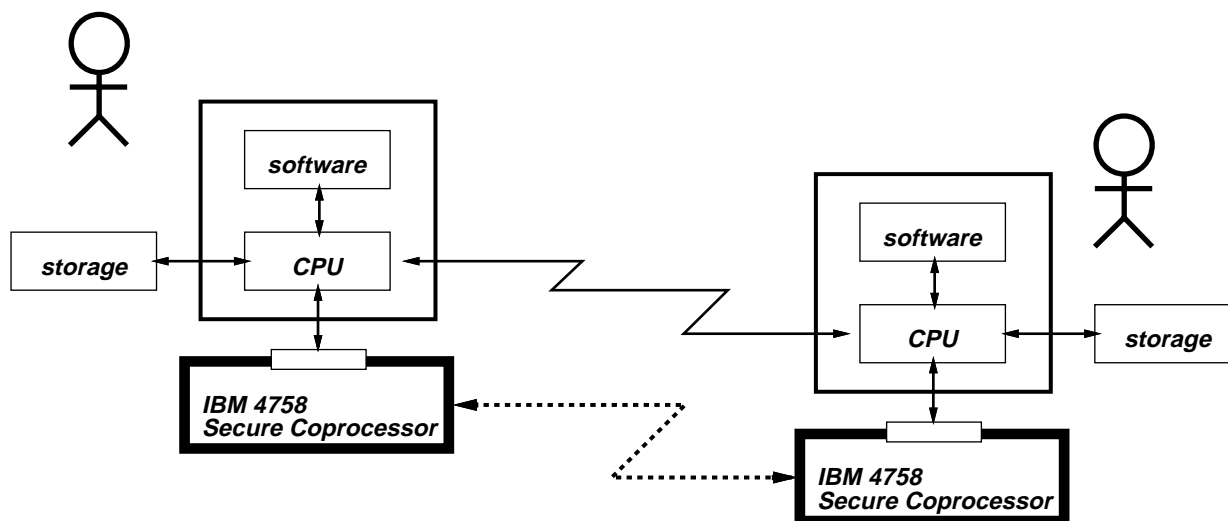 software
storage
CPU
IBM 4758
Secure Coprocessor
software
CPU
storage
IBM 4758
Secure Coprocessor